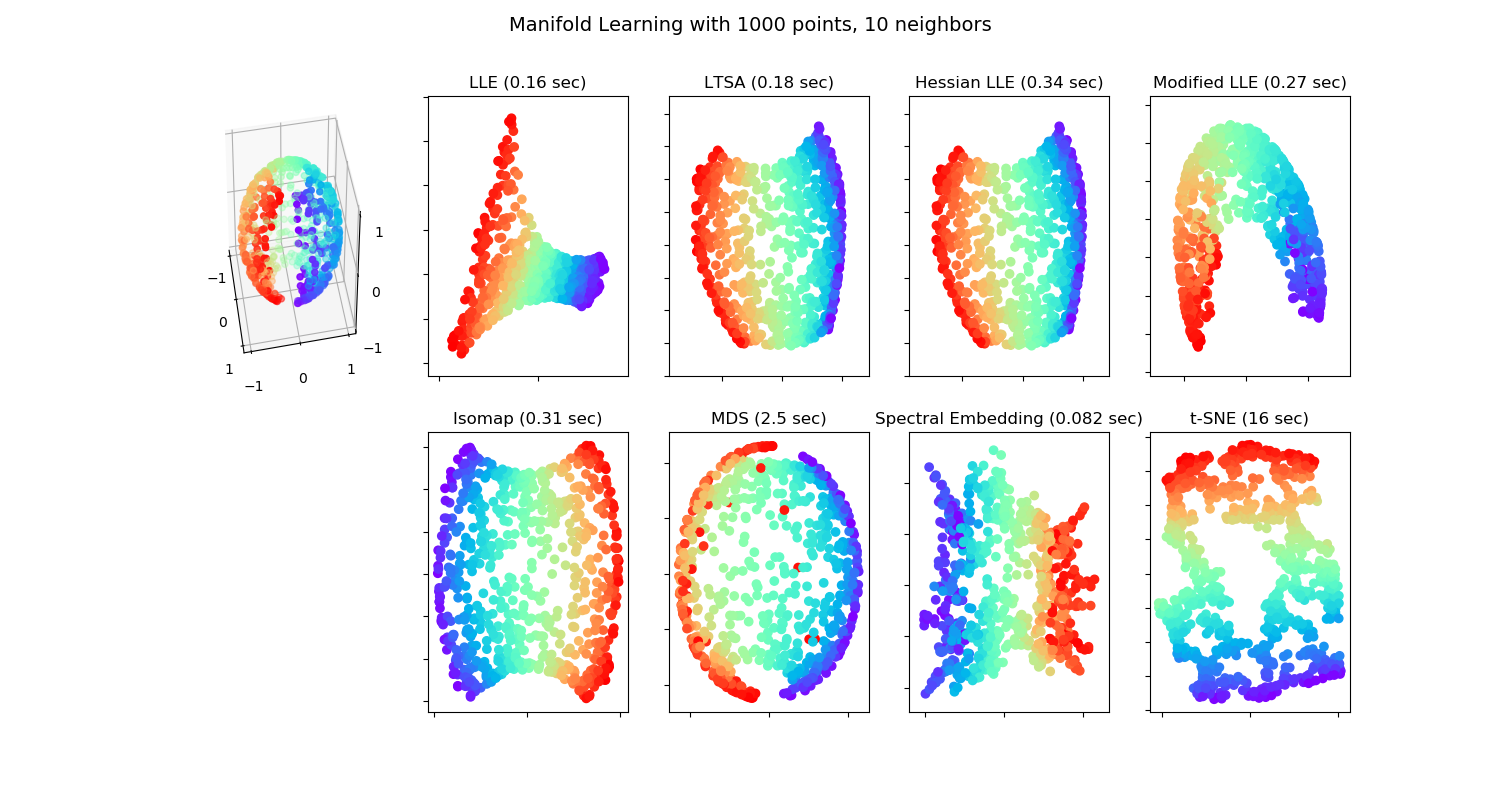 Manifold Learning with 1000 points, 10 neighbors
LLE (0.16 sec)
LTSA (0.18 sec)
Hessian LLE (0.34 sec)
Modified LLE (0.27 sec)
1
0
−1
−1
0
1
1
−1
0
1
Isomap (0.31 sec)
MDS (2.5 sec)
Spectral Embedding (0.082 sec)
t-SNE (16 sec)